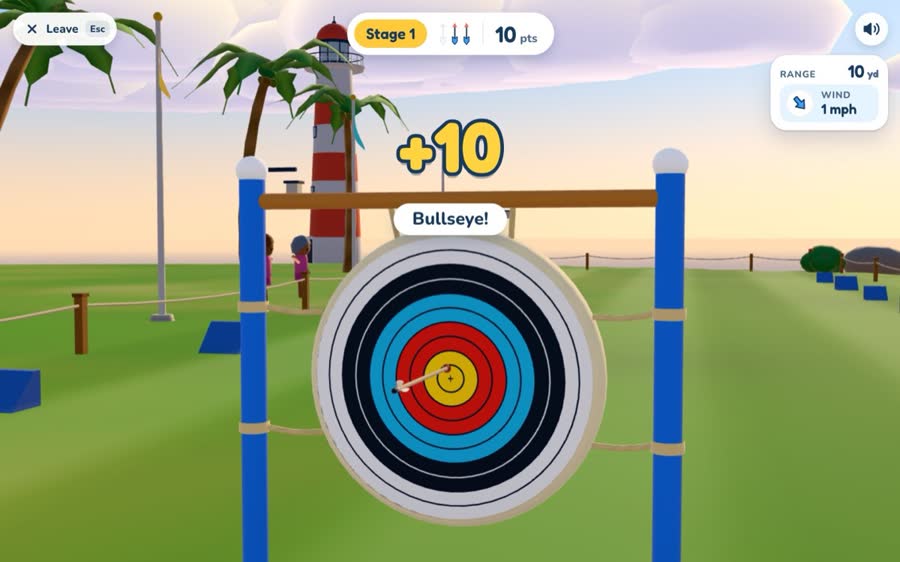 Leave Esc
Stage 1
10 pts
RANGE 10 yd
WIND
1 mph
+10
Bullseye!